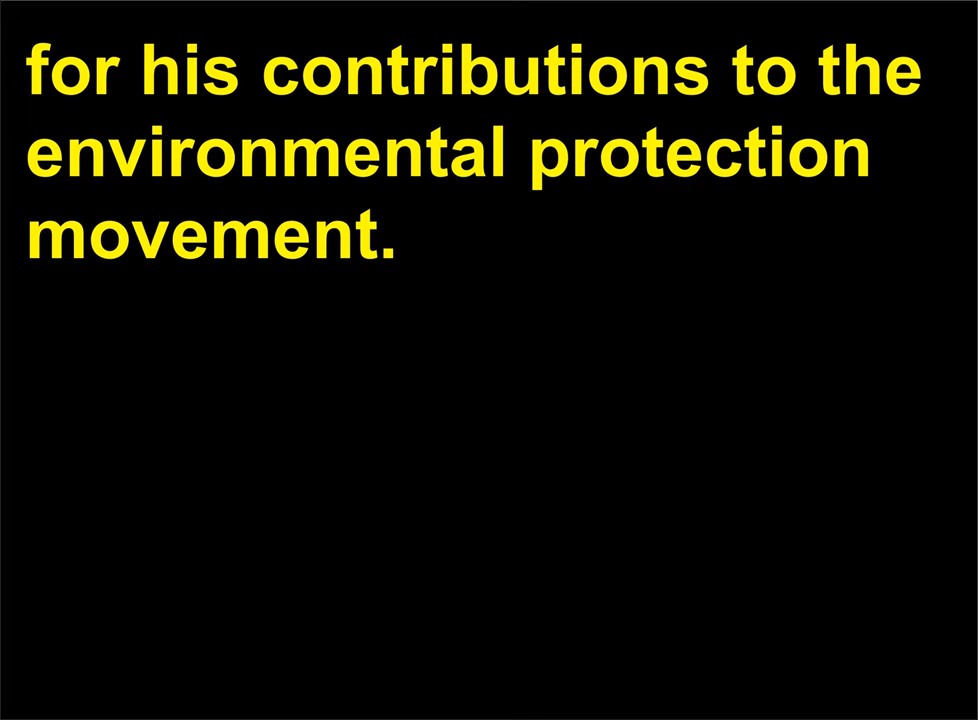 for his contributions to the
environmental protection
movement.